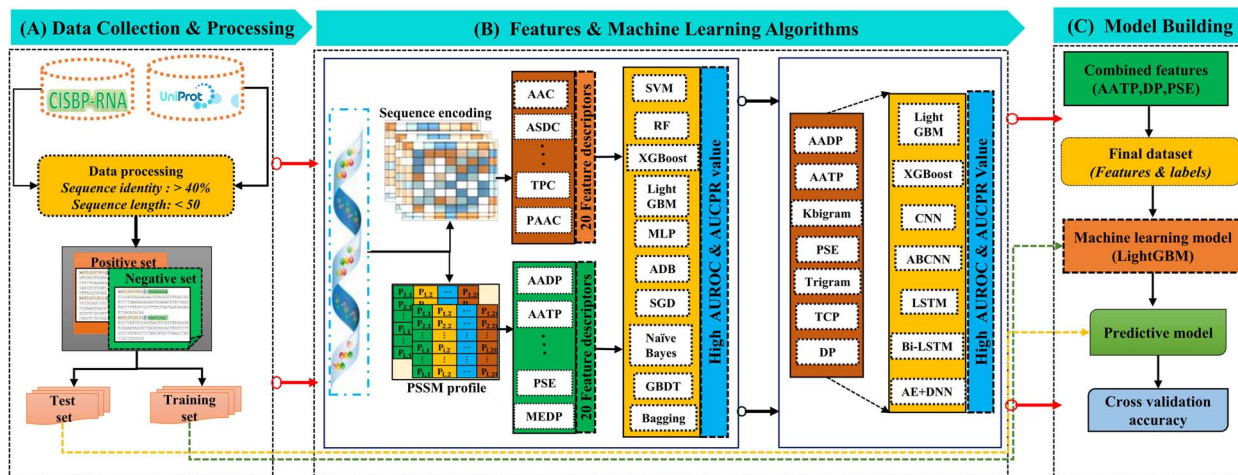 (A) Data Collection & Processing
CISBP-RNA
UniProt
Data processing
Sequence identity : > 40%
Sequence length: < 50
Positive set
Negative set
Test
set
Training
set
(B) Features & Machine Learning Algorithms
Sequence encoding
PSSM profile
AAC
ASDC
TPC
PAAC
20 Feature descriptors
AADP
AATP
PSE
MEDP
20 Feature descriptors
SVM
RF
XGBoost
Light
GBM
MLP
ADB
SGD
Naïve
Bayes
GBDT
Bagging
High AUROC & AUCPR value
AADP
AATP
Kbigram
PSE
Trigram
TCP
DP
Light
GBM
XGBoost
CNN
ABCNN
LSTM
Bi-LSTM
AE+DNN
High AUROC & AUCPR Value
(C) Model Building
Combined features
(AATP,DP,PSE)
Final dataset
(Features & labels)
Machine learning model
(LightGBM)
Predictive model
Cross validation
accuracy